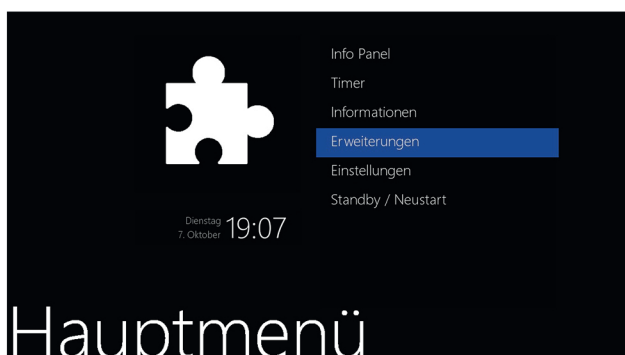 Info Panel
Timer
Informationen
Erweiterungen
Einstellungen
Standby / Neustart
Dienstag
7. Oktober
19:07
Hauptmenü